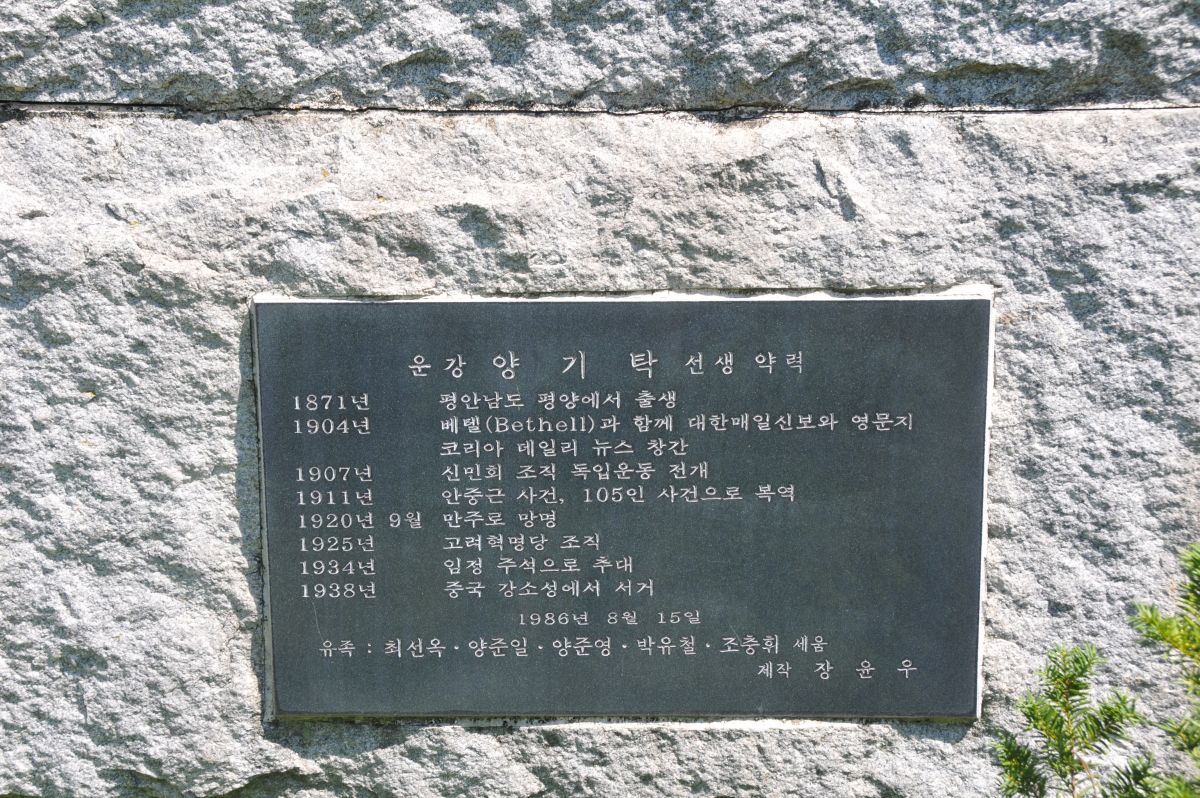 운강 양 기 탁 선생 약력
1871년 평안남도 평양에서 출생
1904년 베텔(Bethell)과 함께 대한매일신보와 영문지
코리아 데일리 뉴스 창간
1907년 신민회 조직 독립운동 전개
1911년 안중근 사건, 105인 사건으로 복역
1920년 9월 만주로 망명
1925년 고려혁명당 조직
1934년 임정 주석으로 추대
1938년 중국 강소성에서 서거
1986년 8월 15일
유족 : 최선옥·양준일·양준영·박유철·조충휘 세움
제작 장 윤 우